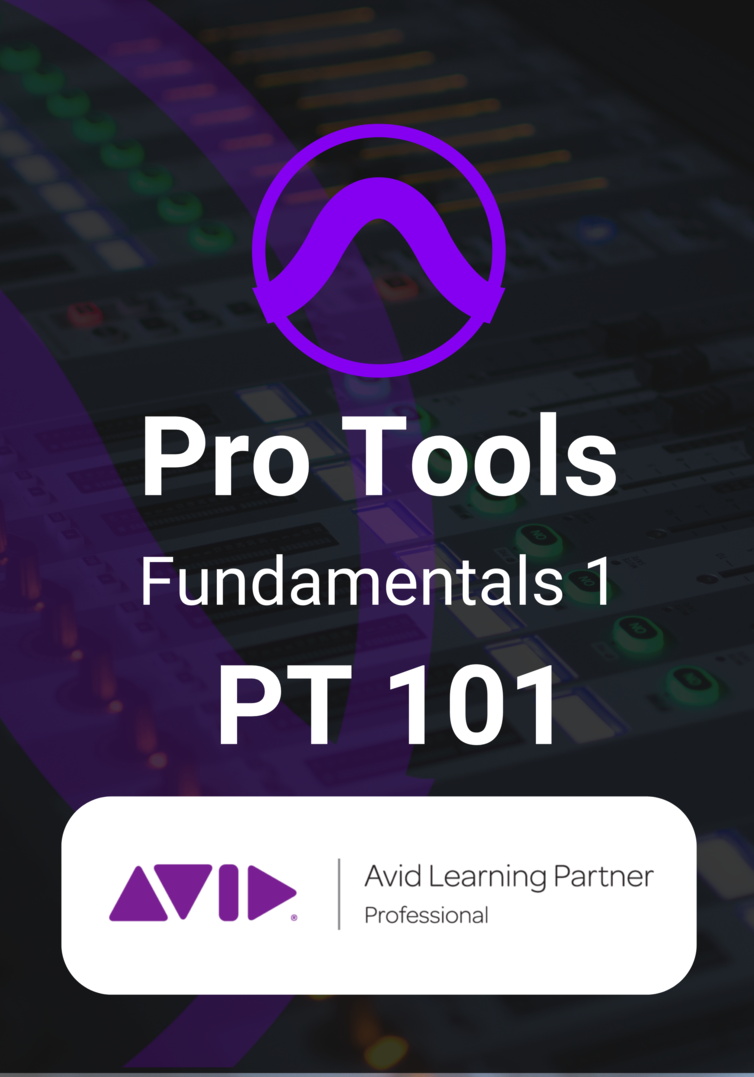 Pro Tools
Fundamentals 1
PT 101
AVID®
Avid Learning Partner
Professional